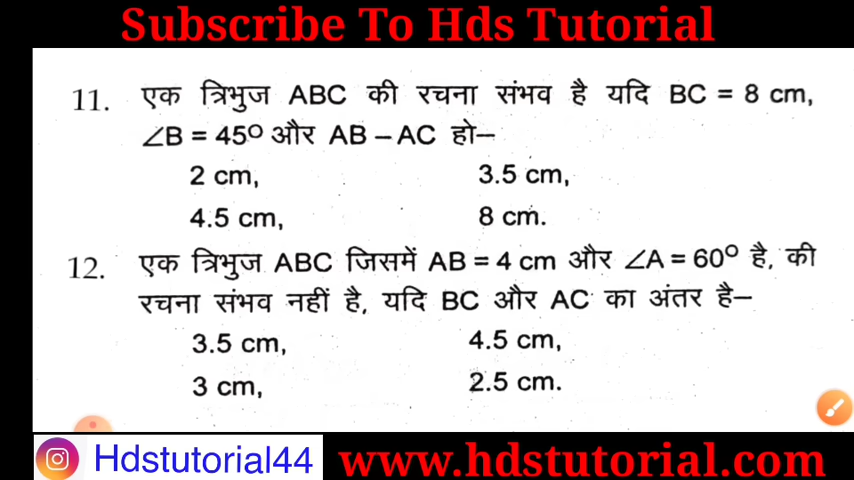 Subscribe To Hds Tutorial
11. एक त्रिभुज ABC की रचना संभव है यदि BC = 8 cm,
∠B = 45° और AB – AC हो–
2 cm, 3.5 cm,
4.5 cm, 8 cm.
12. एक त्रिभुज ABC जिसमें AB = 4 cm और ∠A = 60° है, की
रचना संभव नहीं है, यदि BC और AC का अंतर है–
3.5 cm, 4.5 cm,
3 cm, 2.5 cm.
Hdstutorial44 www.hdstutorial.com